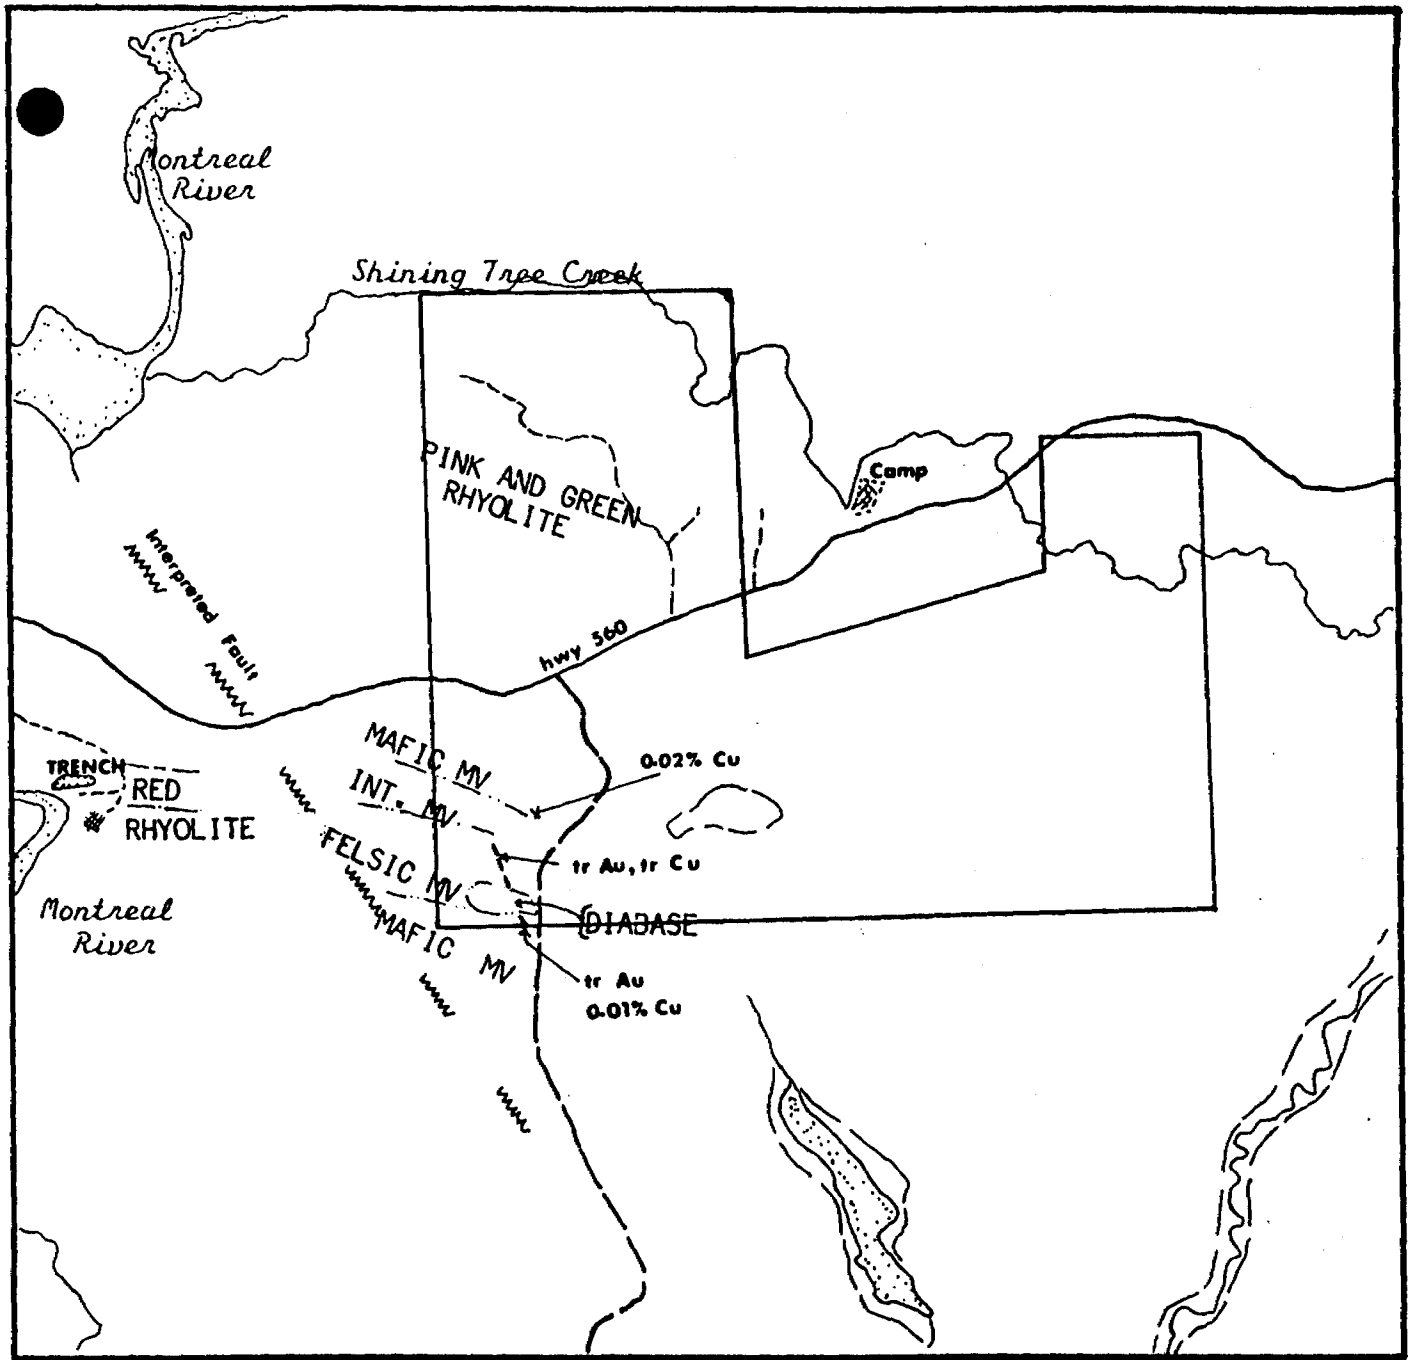 Montreal
River
Shining Tree Creek
Camp
PINK AND GREEN
RHYOLITE
Interpreted Fault
hwy 560
MAFIC MV
0.02% Cu
TRENCH
INT. MV
RED
RHYOLITE
FELSIC MV
tr Au, tr Cu
Montreal
River
DIABASE
MAFIC MV
tr Au
0.01% Cu